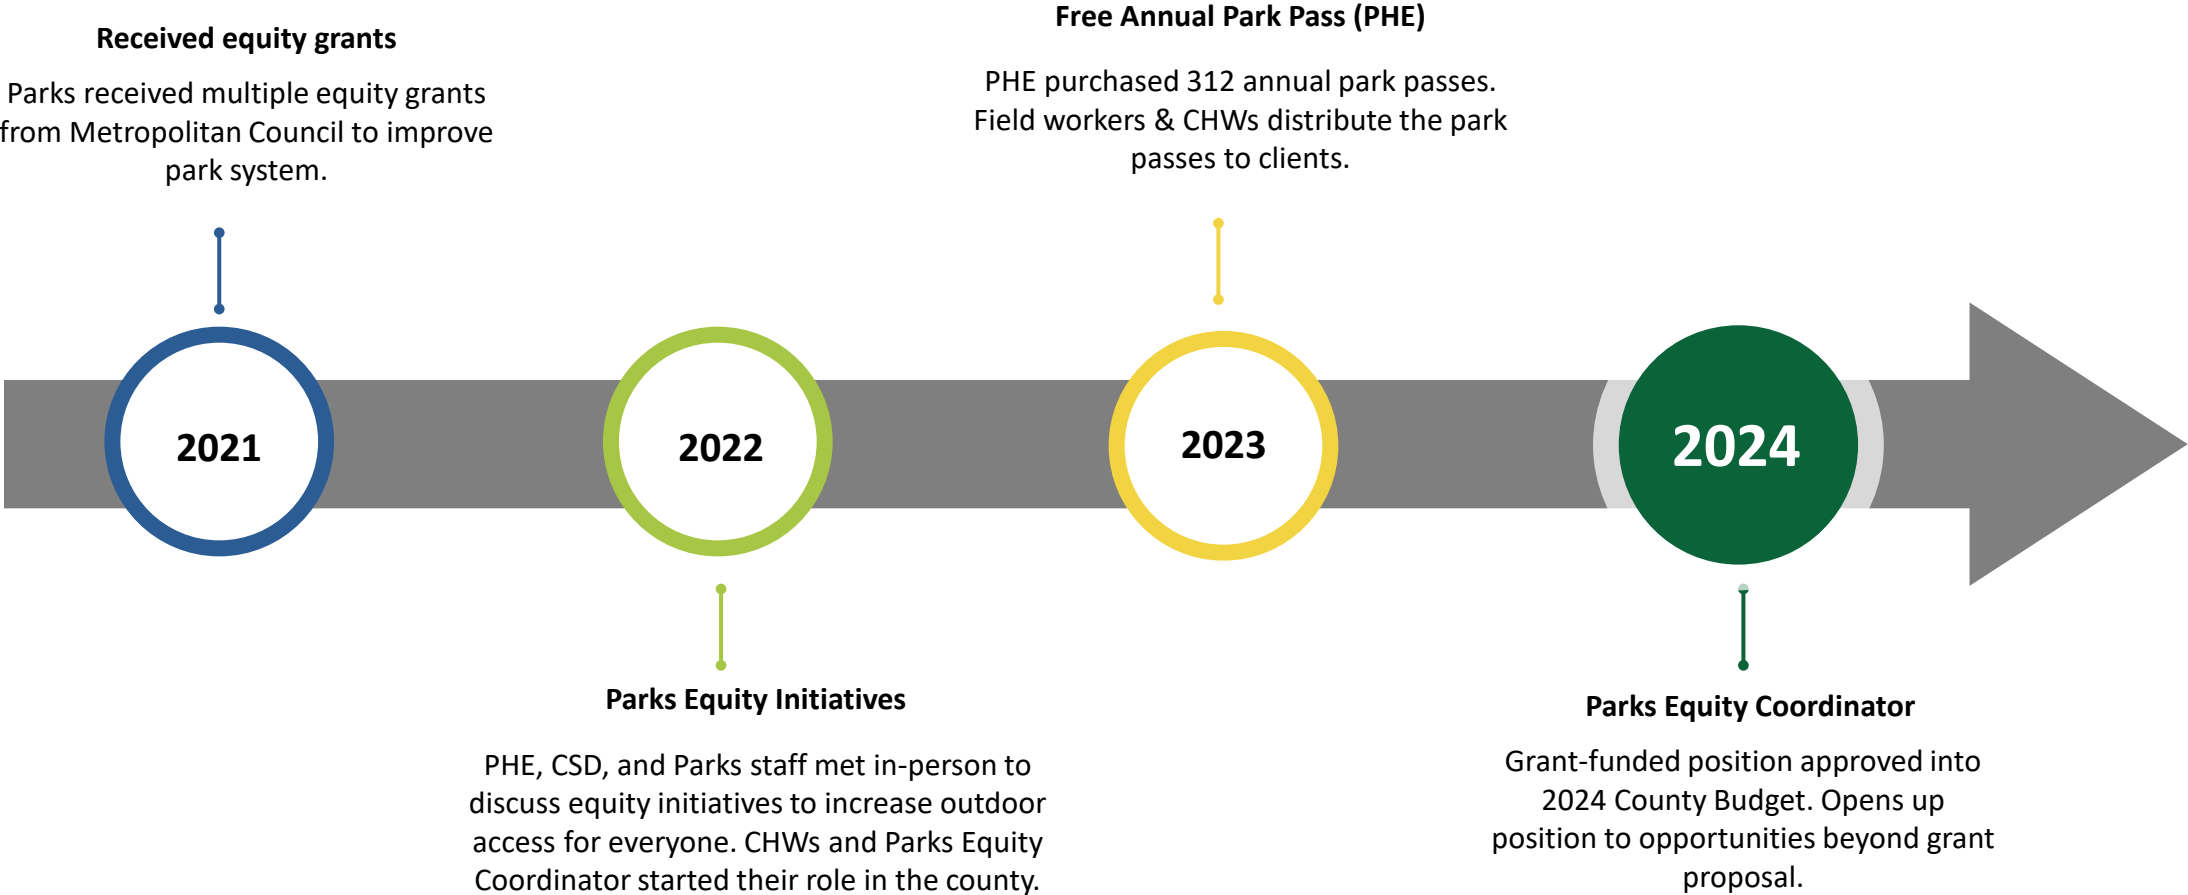 Received equity grants
Parks received multiple equity grants
from Metropolitan Council to improve
park system.
Free Annual Park Pass (PHE)
PHE purchased 312 annual park passes.
Field workers & CHWs distribute the park
passes to clients.
2021
2022
2023
2024
Parks Equity Initiatives
PHE, CSD, and Parks staff met in-person to
discuss equity initiatives to increase outdoor
access for everyone. CHWs and Parks Equity
Coordinator started their role in the county.
Parks Equity Coordinator
Grant-funded position approved into
2024 County Budget. Opens up
position to opportunities beyond grant
proposal.